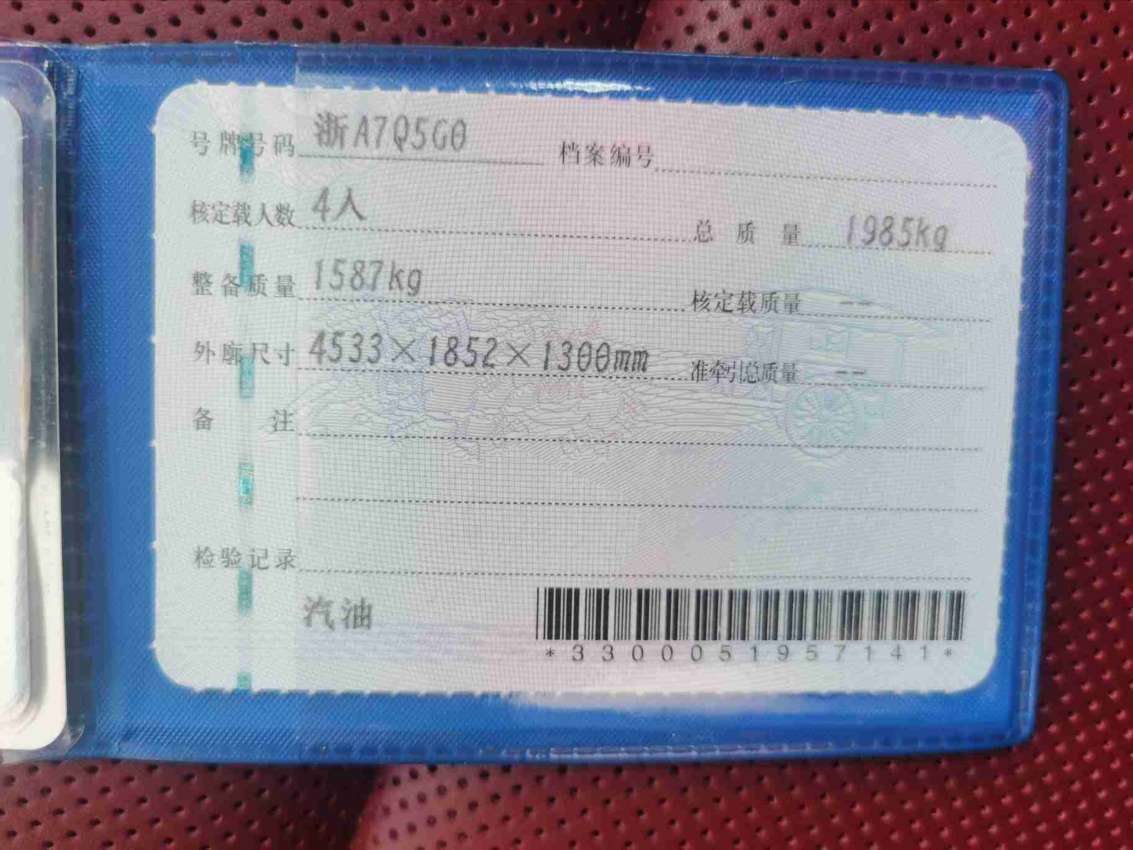 号牌号码 浙A7Q5G0 档案编号
核定载人数 4人 总质量 1985kg
整备质量 1587kg 核定载质量 --
外廓尺寸 4533×1852×1300mm 准牵引总质量 --
备注
检验记录
汽油
*3300051957141*